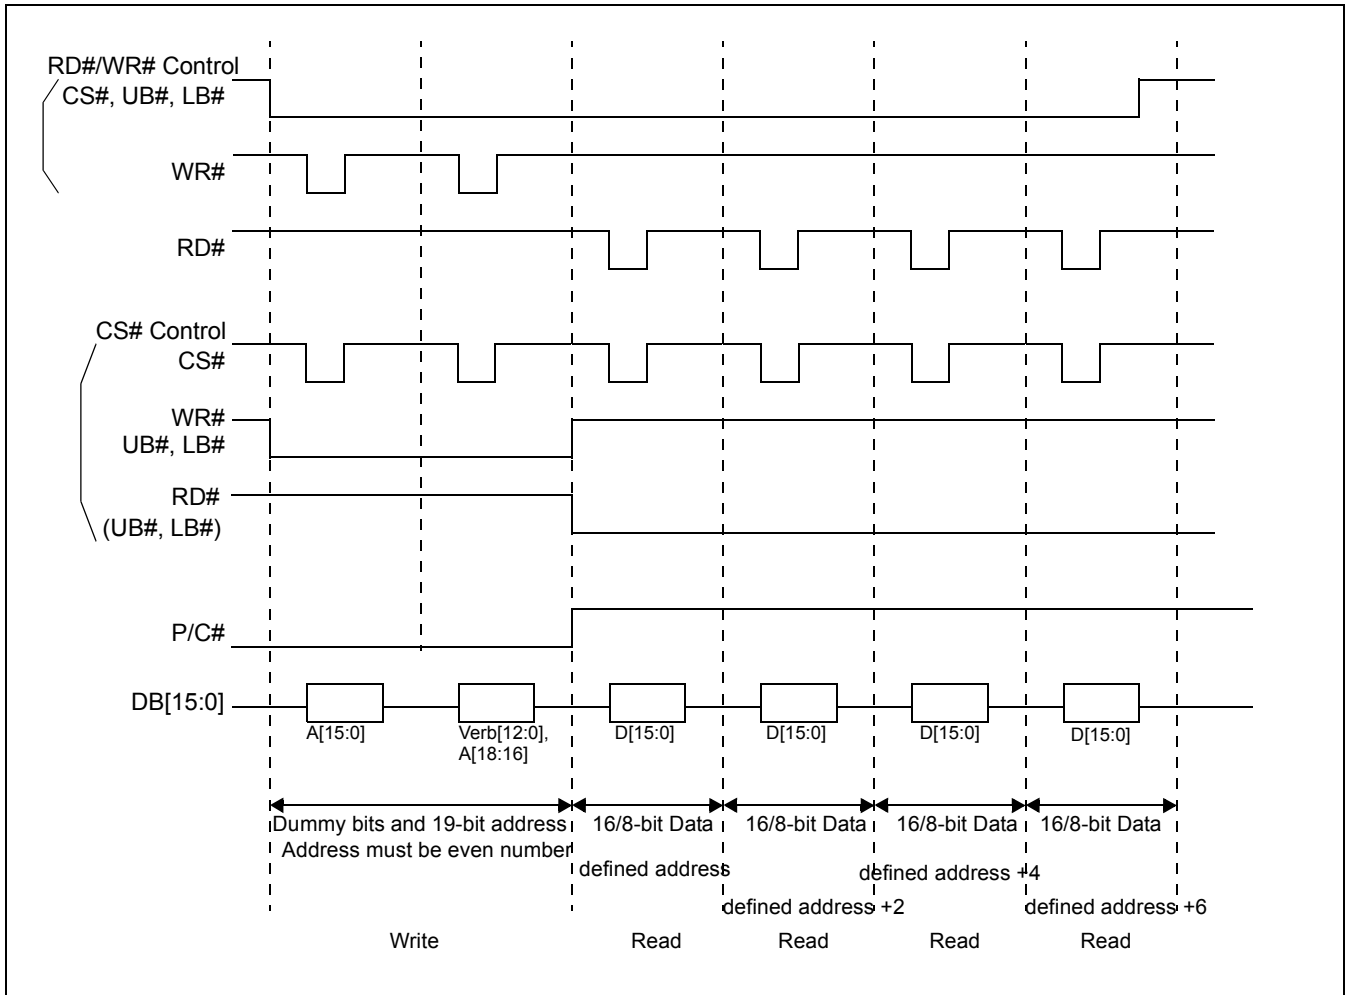 RD#/WR# Control
CS#, UB#, LB#
WR#
RD#
CS# Control
CS#
WR#
UB#, LB#
RD#
(UB#, LB#)
P/C#
DB[15:0]
A[15:0]
Verb[12:0],
A[18:16]
D[15:0]
D[15:0]
D[15:0]
D[15:0]
Dummy bits and 19-bit address
Address must be even number
16/8-bit Data
16/8-bit Data
16/8-bit Data
16/8-bit Data
defined address
defined address +2
defined address +4
defined address +6
Write
Read
Read
Read
Read